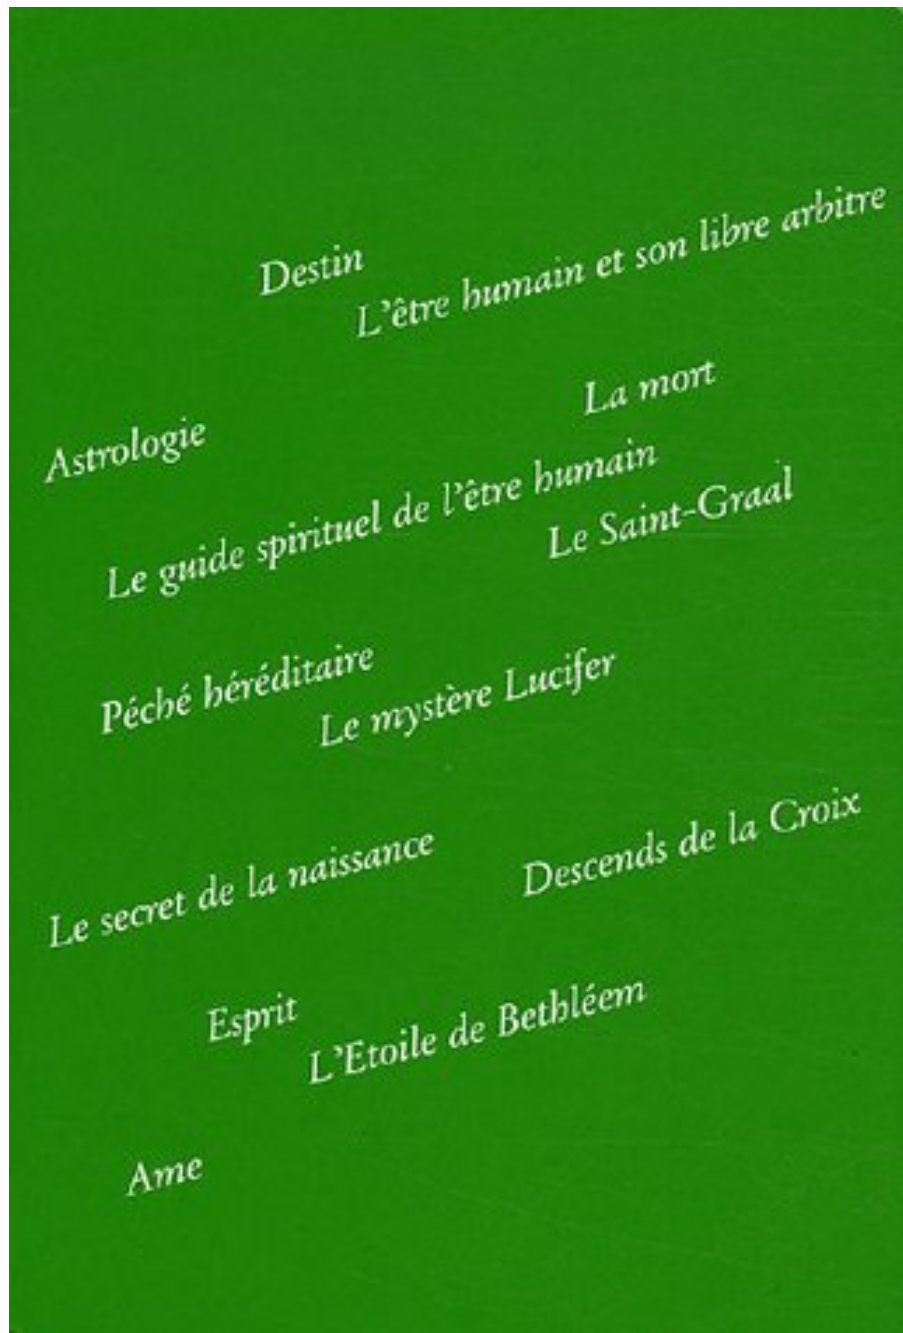 Destin
L'être humain et son libre arbitre
La mort
Astrologie
Le guide spirituel de l'être humain
Le Saint-Graal
Péché héréditaire
Le mystère Lucifer
Descends de la Croix
Le secret de la naissance
Esprit
L'Etoile de Bethléem
Ame